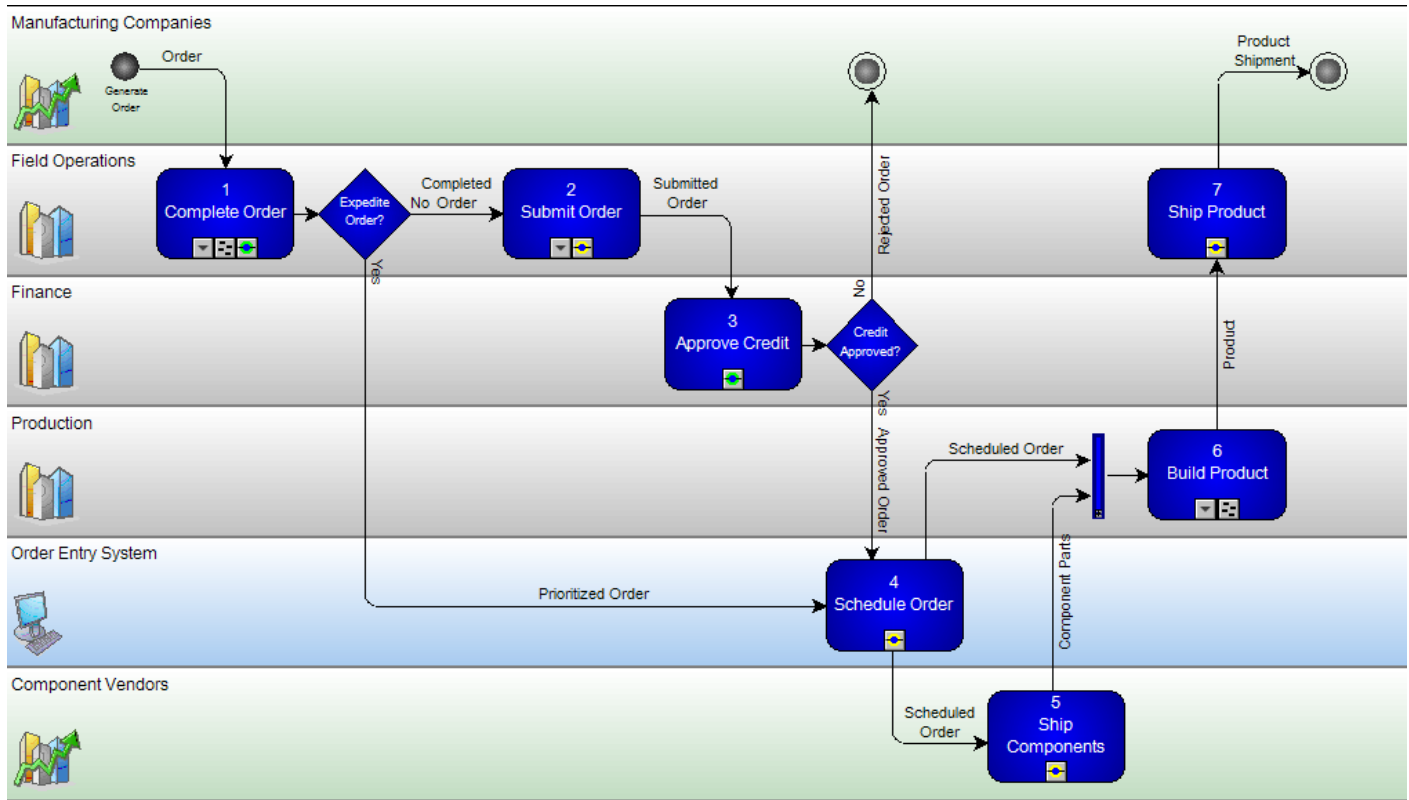 Manufacturing Companies
Order
Generate
Order
Product
Shipment
Field Operations
1
Complete Order
Expedite
Order?
Completed
No Order
2
Submit Order
Submitted
Order
Rejected Order
7
Ship Product
Yes
Finance
3
Approve Credit
No
Credit
Approved?
Product
Yes Approved Order
Production
Scheduled Order
6
Build Product
Order Entry System
Prioritized Order
4
Schedule Order
Component Parts
Component Vendors
Scheduled
Order
5
Ship
Components